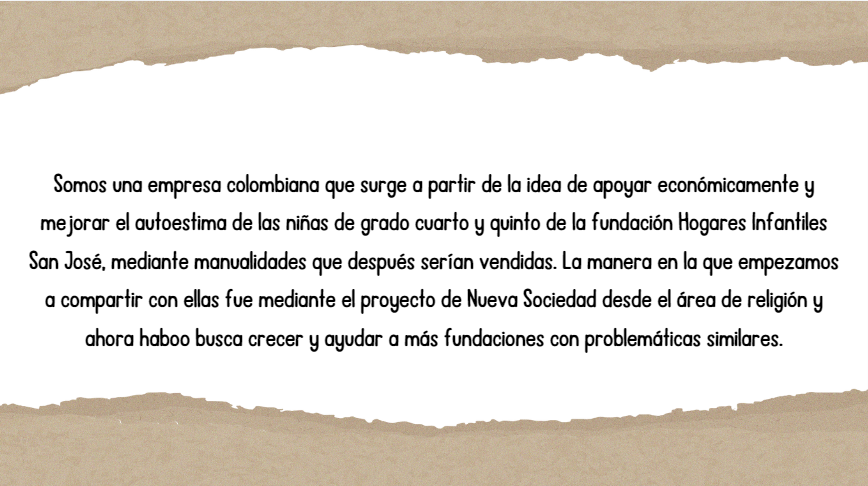 Somos una empresa colombiana que surge a partir de la idea de apoyar económicamente y
mejorar el autoestima de las niñas de grado cuarto y quinto de la fundación Hogares Infantiles
San José, mediante manualidades que después serían vendidas. La manera en la que empezamos
a compartir con ellas fue mediante el proyecto de Nueva Sociedad desde el área de religión y
ahora haboo busca crecer y ayudar a más fundaciones con problemáticas similares.